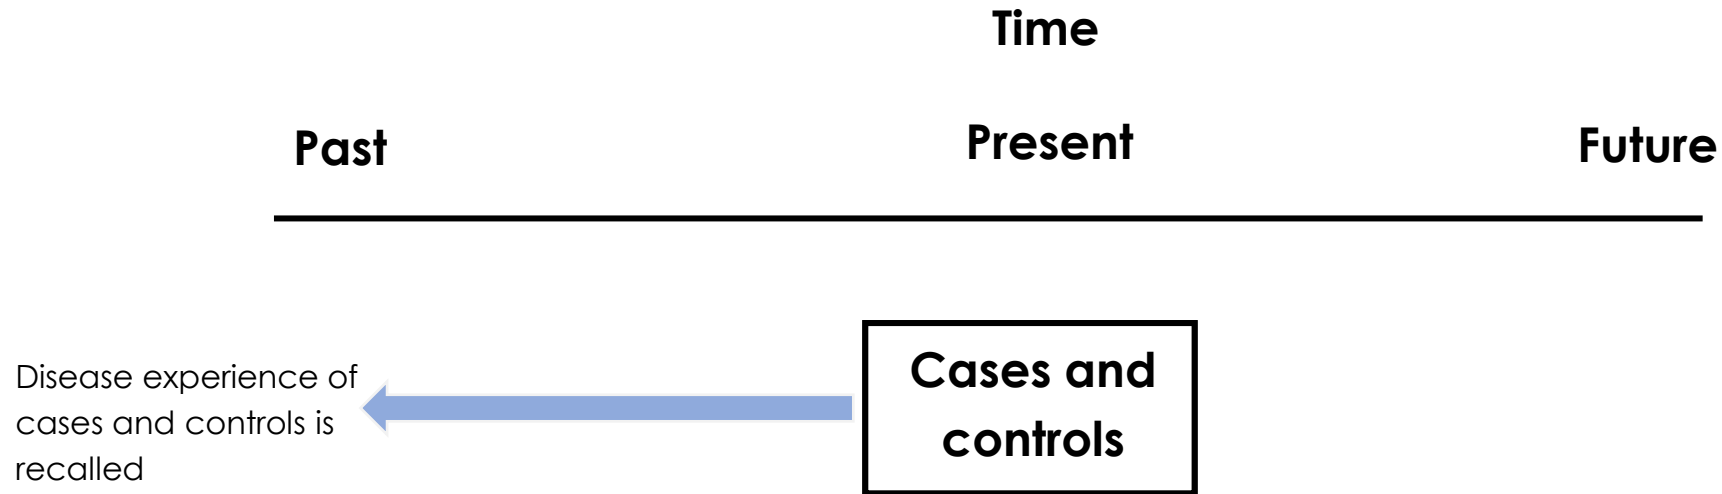 Time
Past Present Future
Disease experience of
cases and controls is
recalled
Cases and
controls